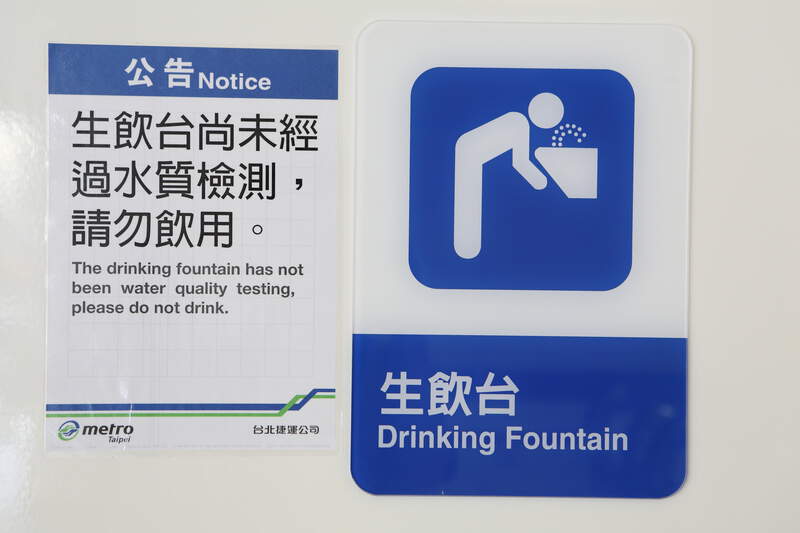 公告 Notice
生飲台尚未經
過水質檢測，
請勿飲用。
The drinking fountain has not
been water quality testing,
please do not drink.
metro
Taipei
台北捷運公司
生飲台
Drinking Fountain